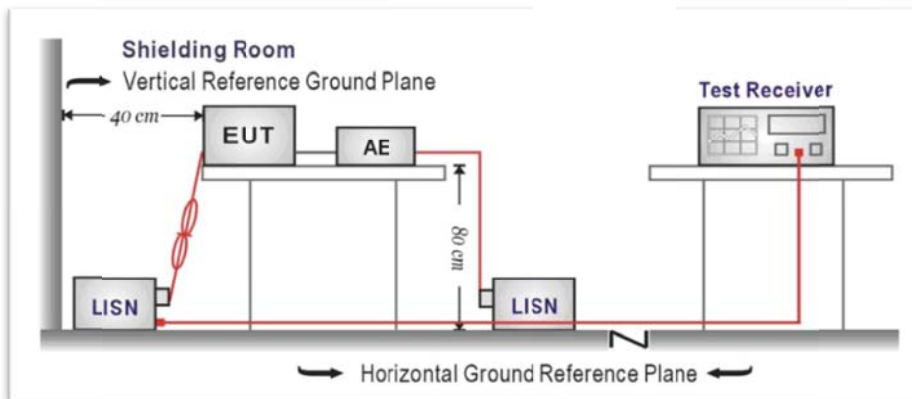 Shielding Room
Vertical Reference Ground Plane
Test Receiver
40 cm
EUT
AE
80 cm
LISN
LISN
Horizontal Ground Reference Plane